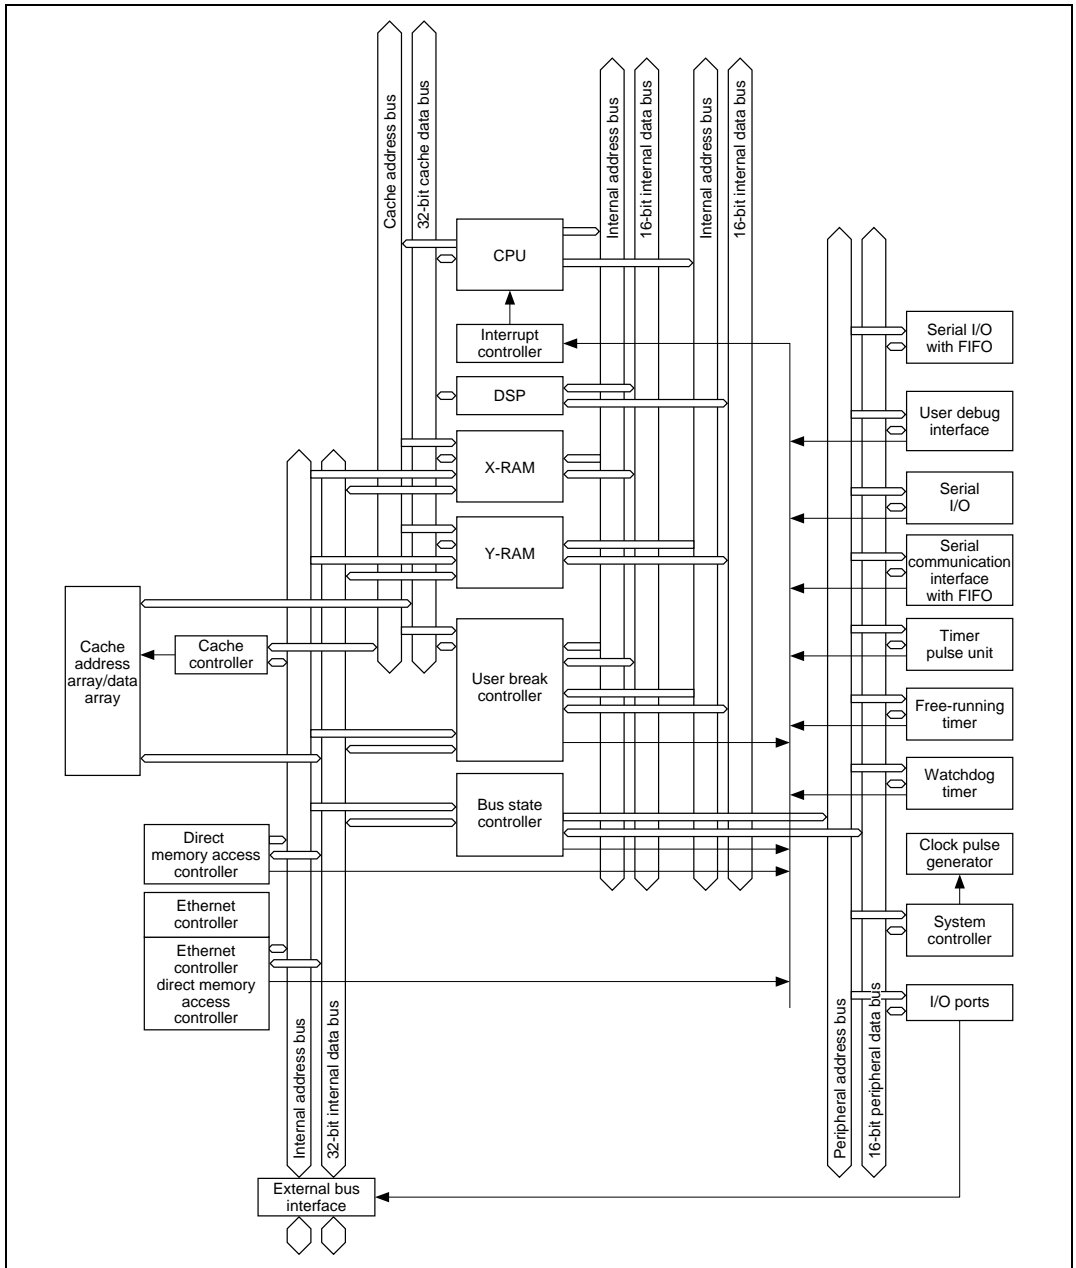 Cache address bus
32-bit cache data bus
Internal address bus
16-bit internal data bus
Internal address bus
16-bit internal data bus
CPU
Interrupt
controller
DSP
X-RAM
Y-RAM
Cache
address
array/data
array
Cache
controller
User break
controller
Bus state
controller
Direct
memory access
controller
Ethernet
controller
Ethernet
controller
direct memory
access
controller
Internal address bus
32-bit internal data bus
External bus
interface
Peripheral address bus
16-bit peripheral data bus
Serial I/O
with FIFO
User debug
interface
Serial
I/O
Serial
communication
interface
with FIFO
Timer
pulse unit
Free-running
timer
Watchdog
timer
Clock pulse
generator
System
controller
I/O ports